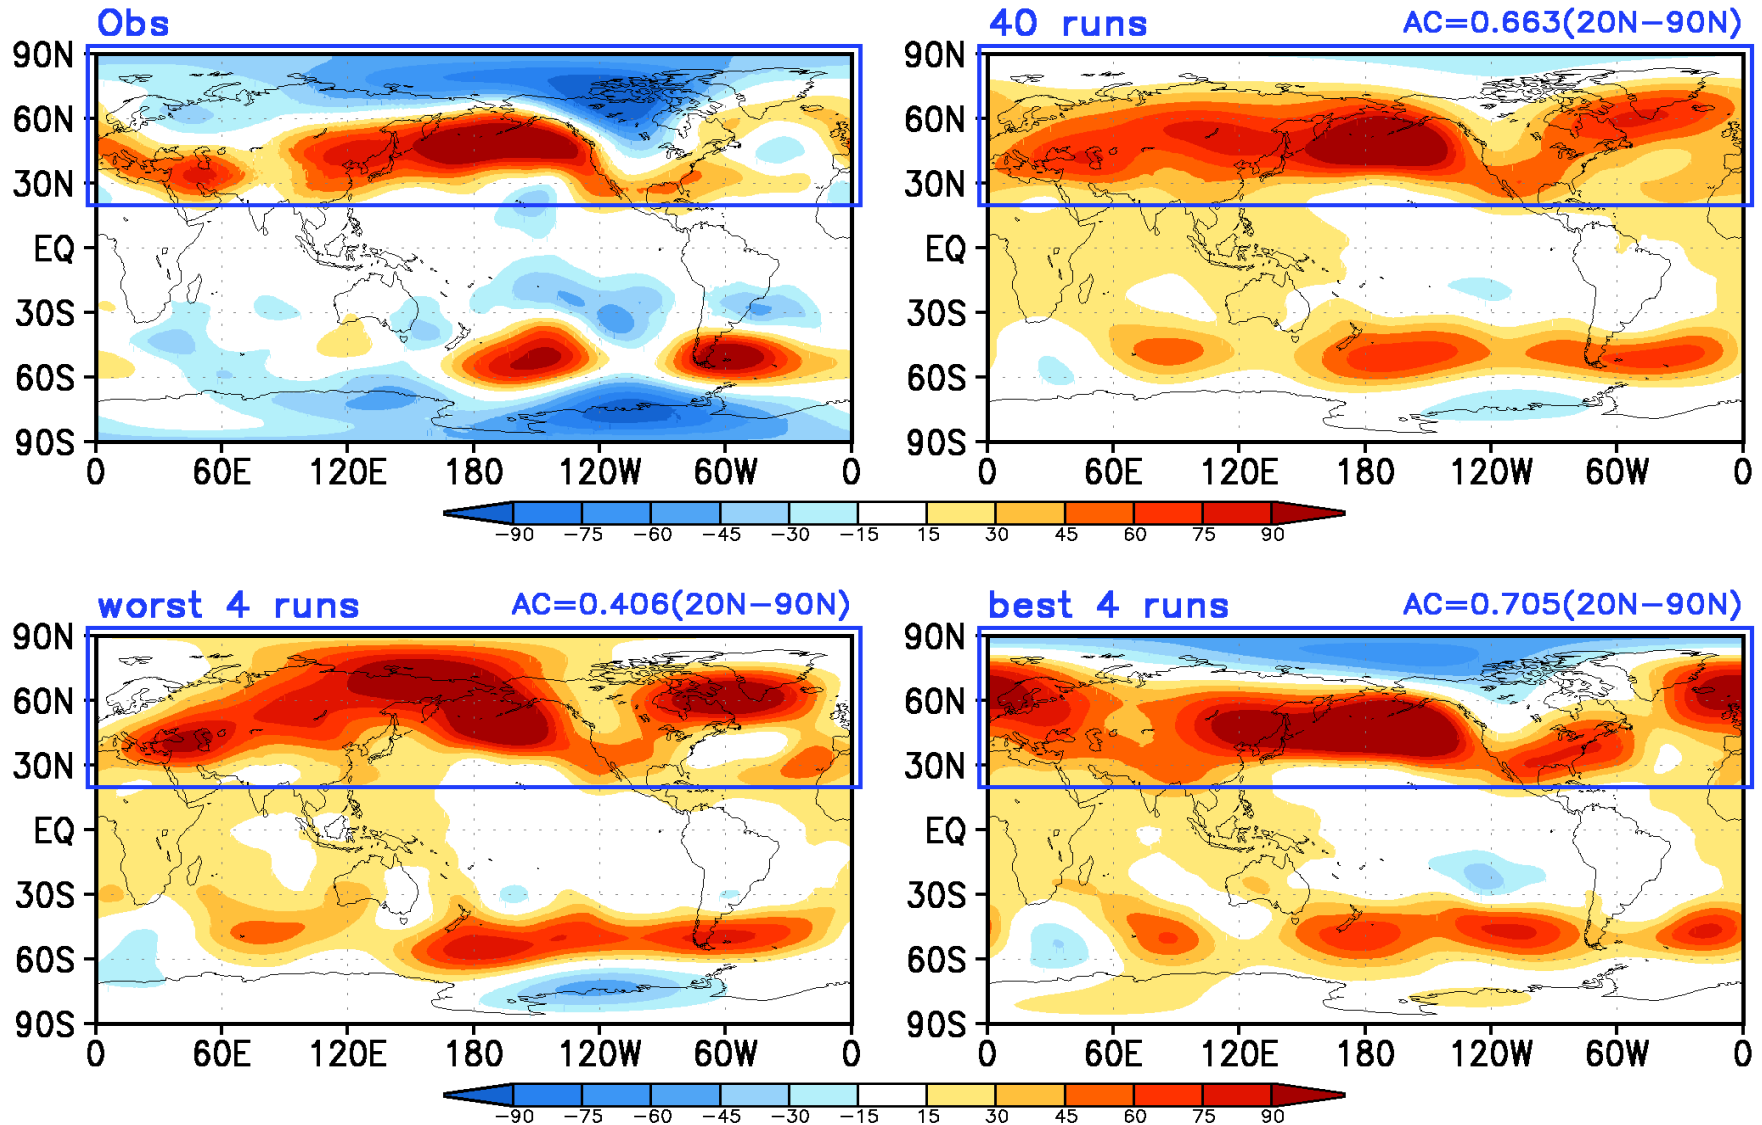 Obs
40 runs AC=0.663(20N−90N)
90N 90N
60N 60N
30N 30N
EQ EQ
30S 30S
60S 60S
90S 90S
0 60E 120E 180 120W 60W 0 0 60E 120E 180 120W 60W 0
−90 −75 −60 −45 −30 −15 15 30 45 60 75 90
worst 4 runs AC=0.406(20N−90N)
best 4 runs AC=0.705(20N−90N)
90N 90N
60N 60N
30N 30N
EQ EQ
30S 30S
60S 60S
90S 90S
0 60E 120E 180 120W 60W 0 0 60E 120E 180 120W 60W 0
−90 −75 −60 −45 −30 −15 15 30 45 60 75 90